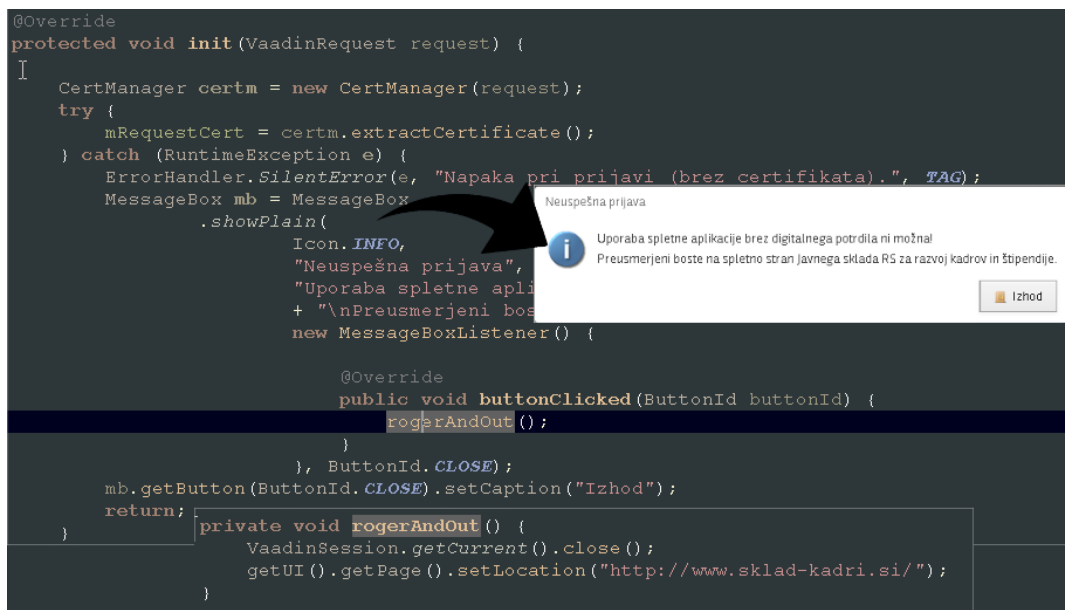 @Override
protected void init(VaadinRequest request) {
CertManager certm = new CertManager(request);
try {
mRequestCert = certm.extractCertificate();
} catch (RuntimeException e) {
ErrorHandler.SilentError(e, "Napaka pri prijavi (brez certifikata).", TAG);
MessageBox mb = MessageBox
.showPlain(
Icon.INFO,
"Neuspešna prijava",
"Uporaba spletne apli
+ "\nPreusmerjeni bos
new MessageBoxListener() {
Neuspešna prijava
Uporaba spletne aplikacije brez digitalnega potrdila ni možna!
Preusmerjeni boste na spletno stran Javnega sklada RS za razvoj kadrov in štipendije.
Izhod
@Override
public void buttonClicked(ButtonId buttonId) {
rogerAndOut();
}
}, ButtonId.CLOSE);
mb.getButton(ButtonId.CLOSE).setCaption("Izhod");
return;
}
private void rogerAndOut() {
VaadinSession.getCurrent().close();
getUI().getPage().setLocation("http://www.sklad-kadri.si/");
}